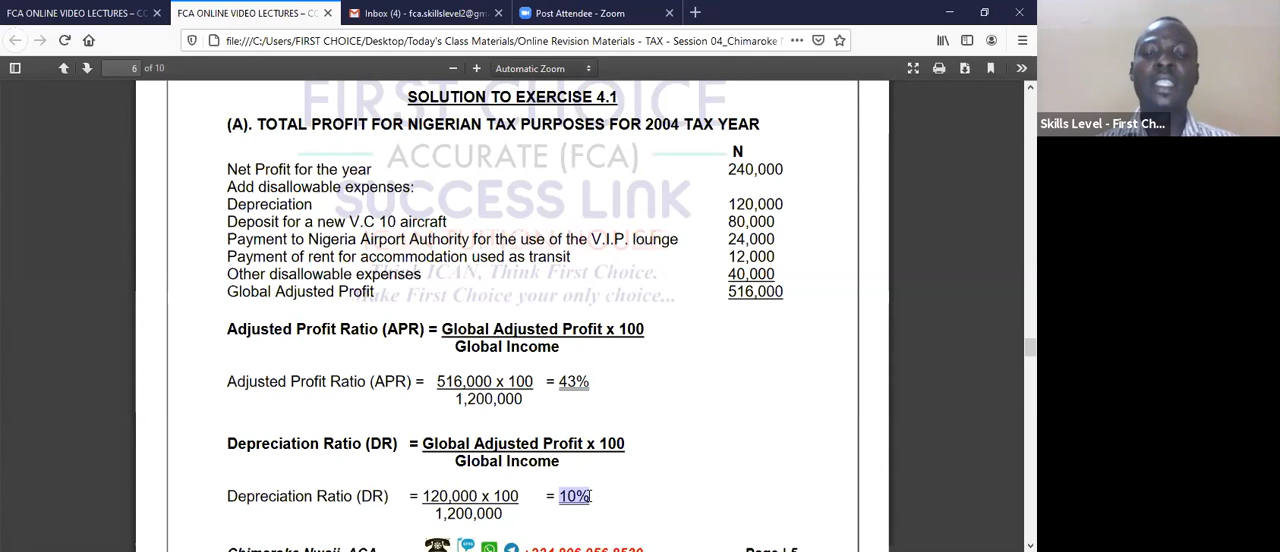 FCA ONLINE VIDEO LECTURES – CC
FCA ONLINE VIDEO LECTURES – CC
Inbox (4) - fca.skillslevel2@gm
Post Attendee - Zoom
file:///C:/Users/FIRST CHOICE/Desktop/Today's Class Materials/Online Revision Materials - TAX - Session 04_Chimaroke
6 of 10
Automatic Zoom
Skills Level - First Ch...
FIRST CHOICE
ACCURATE (FCA)
SUCCESS LINK
Think ICAN, Think First Choice.
Make First Choice your only choice...
SOLUTION TO EXERCISE 4.1
(A). TOTAL PROFIT FOR NIGERIAN TAX PURPOSES FOR 2004 TAX YEAR
N
Net Profit for the year 240,000
Add disallowable expenses:
Depreciation 120,000
Deposit for a new V.C 10 aircraft 80,000
Payment to Nigeria Airport Authority for the use of the V.I.P. lounge 24,000
Payment of rent for accommodation used as transit 12,000
Other disallowable expenses 40,000
Global Adjusted Profit 516,000
Adjusted Profit Ratio (APR) = Global Adjusted Profit x 100
Global Income
Adjusted Profit Ratio (APR) = 516,000 x 100 = 43%
1,200,000
Depreciation Ratio (DR) = Global Adjusted Profit x 100
Global Income
Depreciation Ratio (DR) = 120,000 x 100 = 10%
1,200,000